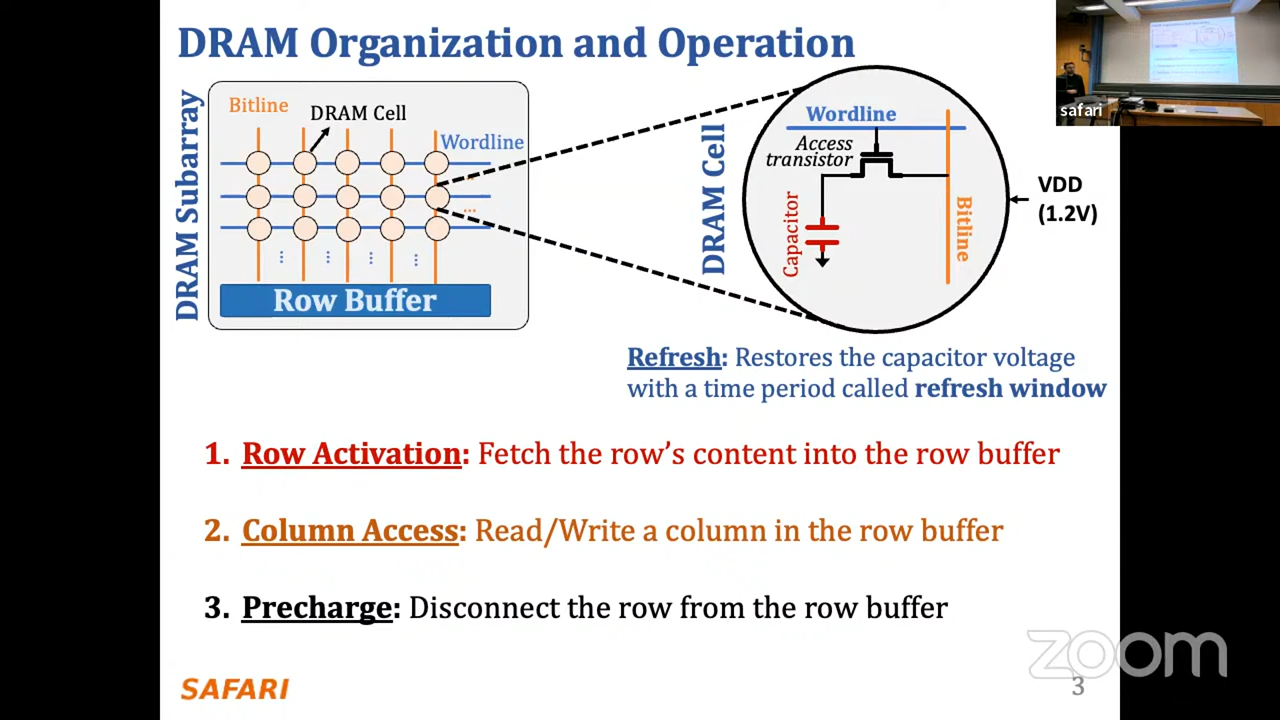 DRAM Organization and Operation
safari
DRAM Subarray
Bitline
DRAM Cell
Wordline
Row Buffer
DRAM Cell
Wordline
Access
transistor
Capacitor
Bitline
VDD
(1.2V)
Refresh: Restores the capacitor voltage
with a time period called refresh window
1. Row Activation: Fetch the row’s content into the row buffer
2. Column Access: Read/Write a column in the row buffer
3. Precharge: Disconnect the row from the row buffer
zoom
SAFARI
3